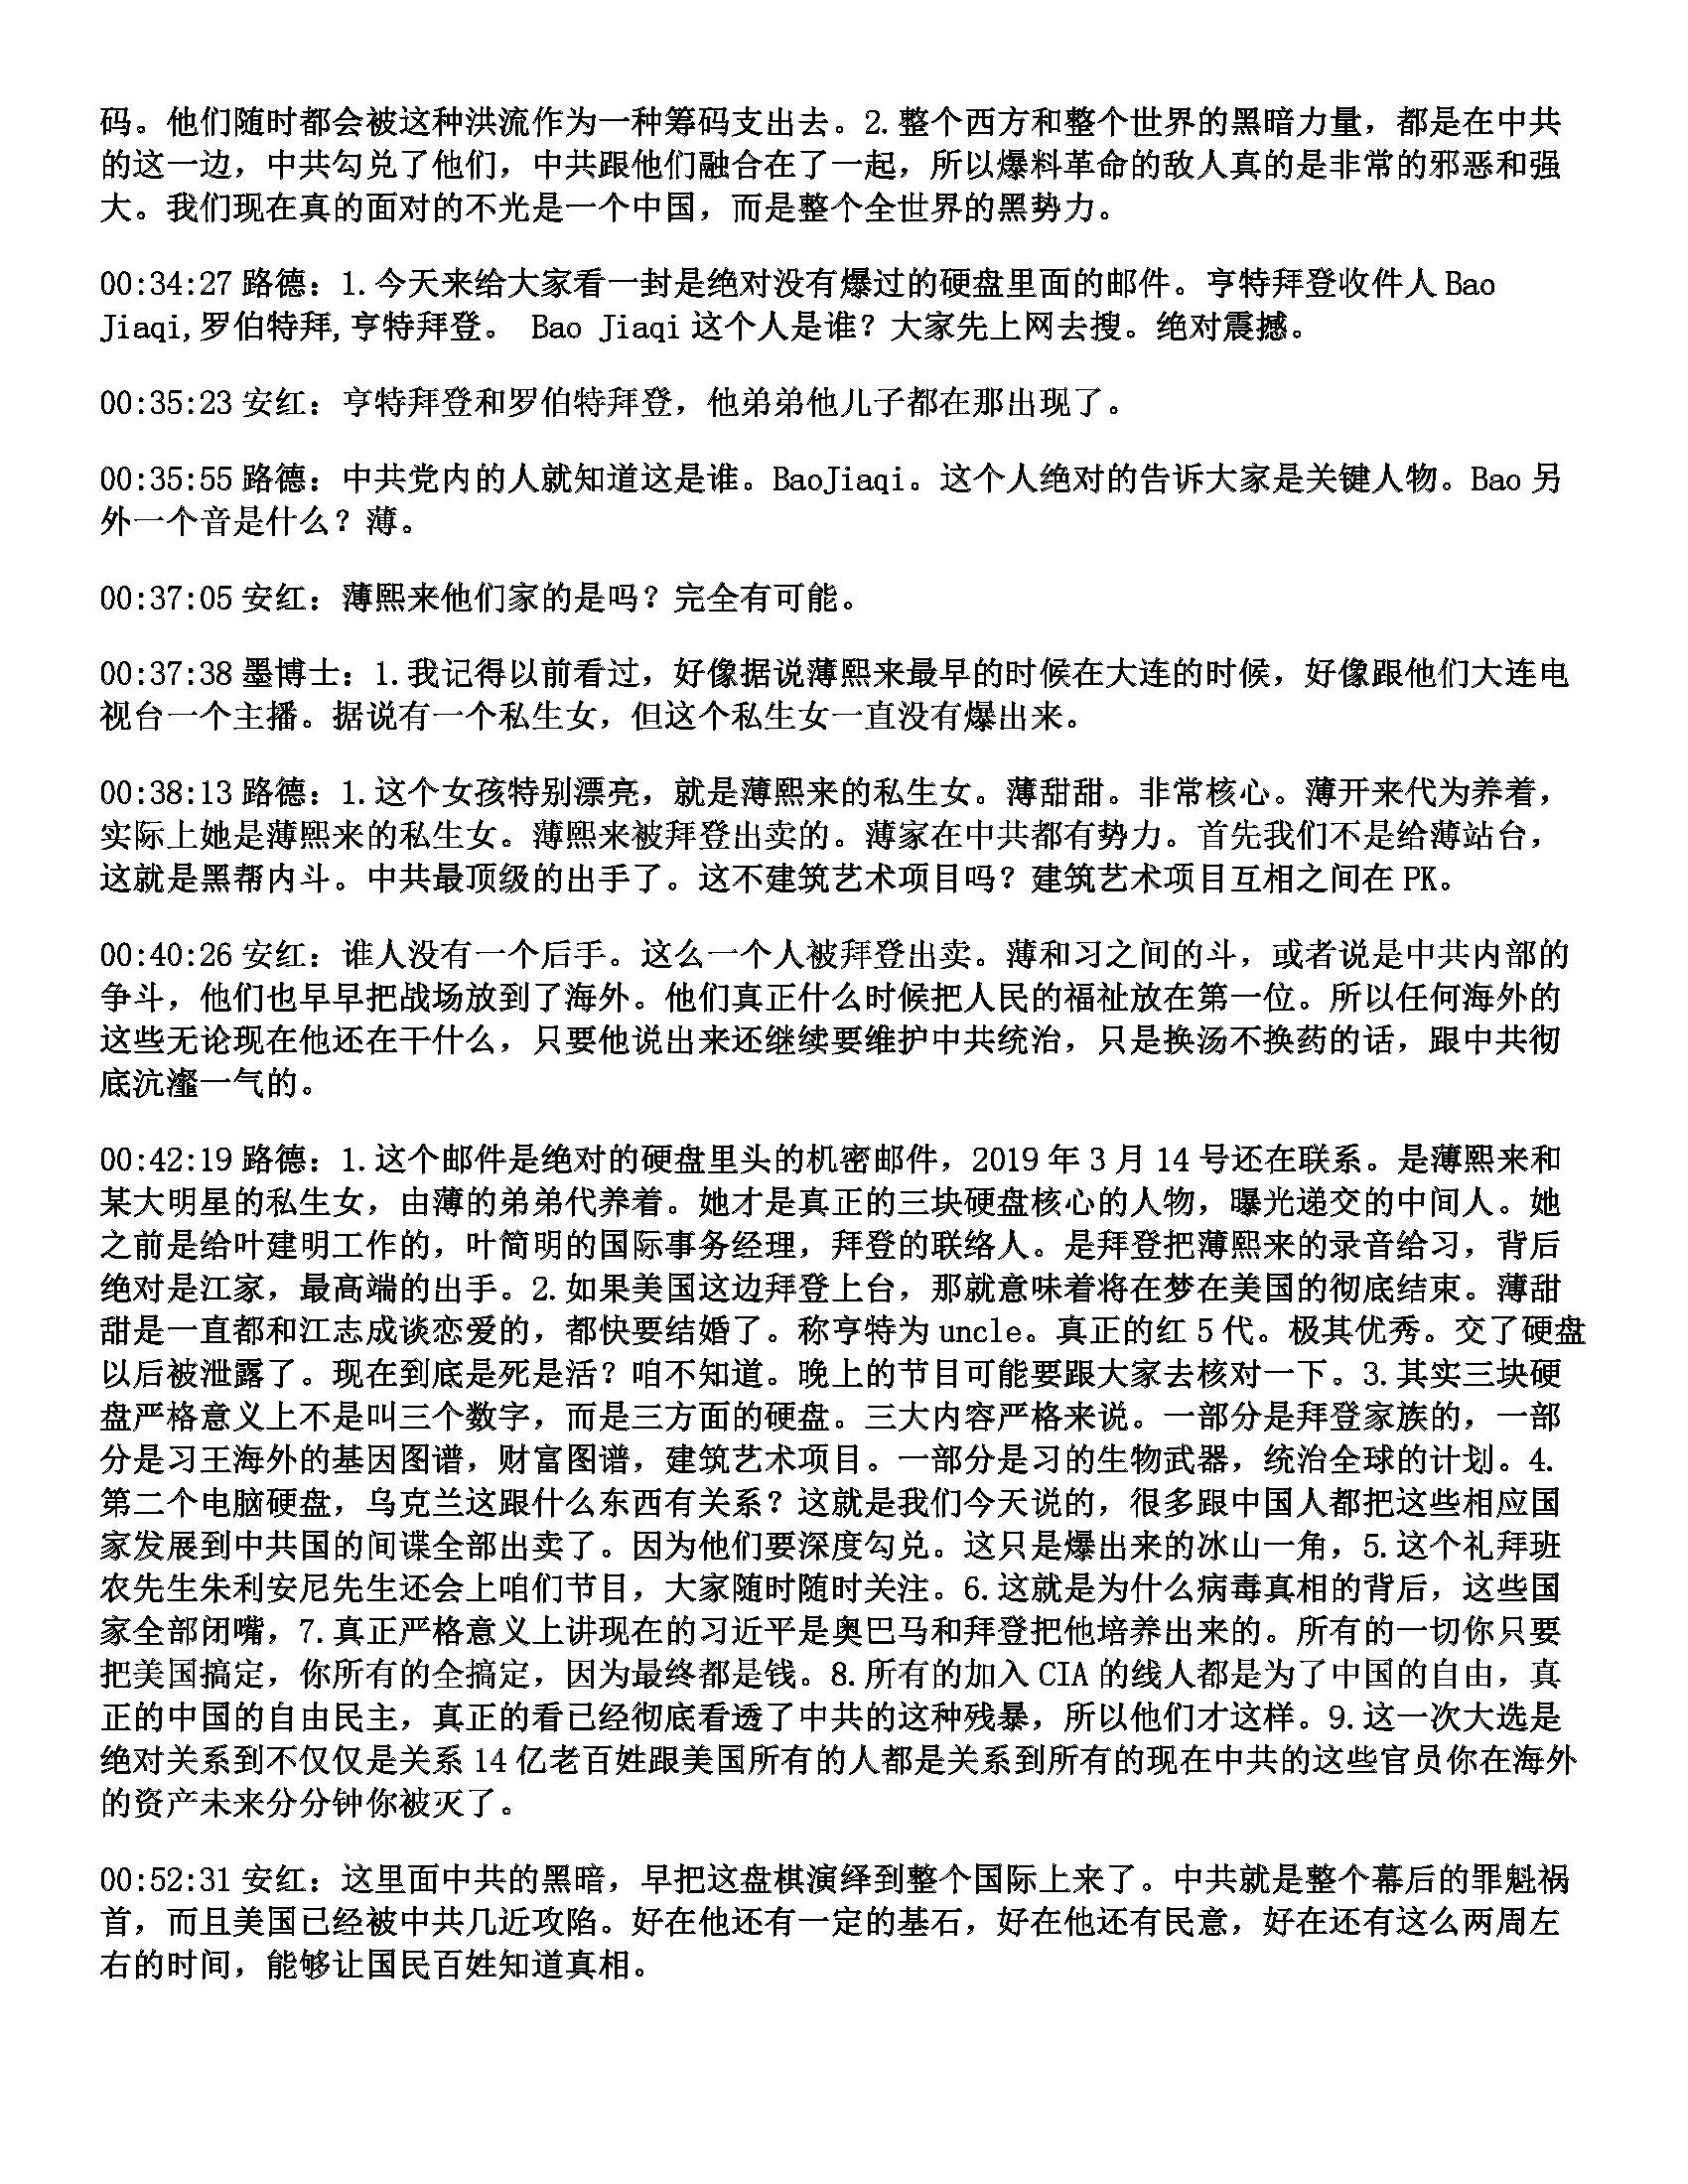 码。他们随时都会被这种洪流作为一种筹码支出去。2.整个西方和整个世界的黑暗力量，都是在中共
的这一边，中共勾兑了他们，中共跟他们融合在了一起，所以爆料革命的敌人真的是非常的邪恶和强
大。我们现在真的面对的不光是一个中国，而是整个全世界的黑势力。
00:34:27 路德：1.今天来给大家看一封是绝对没有爆过的硬盘里面的邮件。亨特拜登收件人 Bao
Jiaqi,罗伯特拜,亨特拜登。 Bao Jiaqi 这个人是谁？大家先上网去搜。绝对震撼。
00:35:23 安红：亨特拜登和罗伯特拜登，他弟弟他儿子都在那出现了。
00:35:55 路德：中共党内的人就知道这是谁。BaoJiaqi。这个人绝对的告诉大家是关键人物。Bao 另
外一个音是什么？薄。
00:37:05 安红：薄熙来他们家的是吗？完全有可能。
00:37:38 墨博士：1.我记得以前看过，好像据说薄熙来最早的时候在大连的时候，好像跟他们大连电
视台一个主播。据说有一个私生女，但这个私生女一直没有爆出来。
00:38:13 路德：1.这个女孩特别漂亮，就是薄熙来的私生女。薄甜甜。非常核心。薄开来代为养着，
实际上她是薄熙来的私生女。薄熙来被拜登出卖的。薄家在中共都有势力。首先我们不是给薄站台，
这就是黑帮内斗。中共最顶级的出手了。这不建筑艺术项目吗？建筑艺术项目互相之间在 PK。
00:40:26 安红：谁人没有一个后手。这么一个人被拜登出卖。薄和习之间的斗，或者说是中共内部的
争斗，他们也早早把战场放到了海外。他们真正什么时候把人民的福祉放在第一位。所以任何海外的
这些无论现在他还在干什么，只要他说出来还继续要维护中共统治，只是换汤不换药的话，跟中共彻
底沆瀣一气的。
00:42:19 路德：1.这个邮件是绝对的硬盘里头的机密邮件，2019 年 3 月 14 号还在联系。是薄熙来和
某大明星的私生女，由薄的弟弟代养着。她才是真正的三块硬盘核心的人物，曝光递交的中间人。她
之前是给叶建明工作的，叶简明的国际事务经理，拜登的联络人。是拜登把薄熙来的录音给习，背后
绝对是江家，最高端的出手。2.如果美国这边拜登上台，那就意味着将在梦在美国的彻底结束。薄甜
甜是一直都和江志成谈恋爱的，都快要结婚了。称亨特为 uncle。真正的红 5 代。极其优秀。交了硬盘
以后被泄露了。现在到底是死是活？咱不知道。晚上的节目可能要跟大家去核对一下。3.其实三块硬
盘严格意义上不是叫三个数字，而是三方面的硬盘。三大内容严格来说。一部分是拜登家族的，一部
分是习王海外的基因图谱，财富图谱，建筑艺术项目。一部分是习的生物武器，统治全球的计划。4.
第二个电脑硬盘，乌克兰这跟什么东西有关系？这就是我们今天说的，很多跟中国人都把这些相应国
家发展到中共国的间谍全部出卖了。因为他们要深度勾兑。这只是爆出来的冰山一角，5.这个礼拜班
农先生朱利安尼先生还会上咱们节目，大家随时随时关注。6.这就是为什么病毒真相的背后，这些国
家全部闭嘴，7.真正严格意义上讲现在的习近平是奥巴马和拜登把他培养出来的。所有的一切你只要
把美国搞定，你所有的全搞定，因为最终都是钱。8.所有的加入 CIA 的线人都是为了中国的自由，真
正的中国的自由民主，真正的看已经彻底看透了中共的这种残暴，所以他们才这样。9.这一次大选是
绝对关系到不仅仅是关系 14 亿老百姓跟美国所有的人都是关系到所有的现在中共的这些官员你在海外
的资产未来分分钟你被灭了。
00:52:31 安红：这里面中共的黑暗，早把这盘棋演绎到整个国际上来了。中共就是整个幕后的罪魁祸
首，而且美国已经被中共几近攻陷。好在他还有一定的基石，好在他还有民意，好在还有这么两周左
右的时间，能够让国民百姓知道真相。